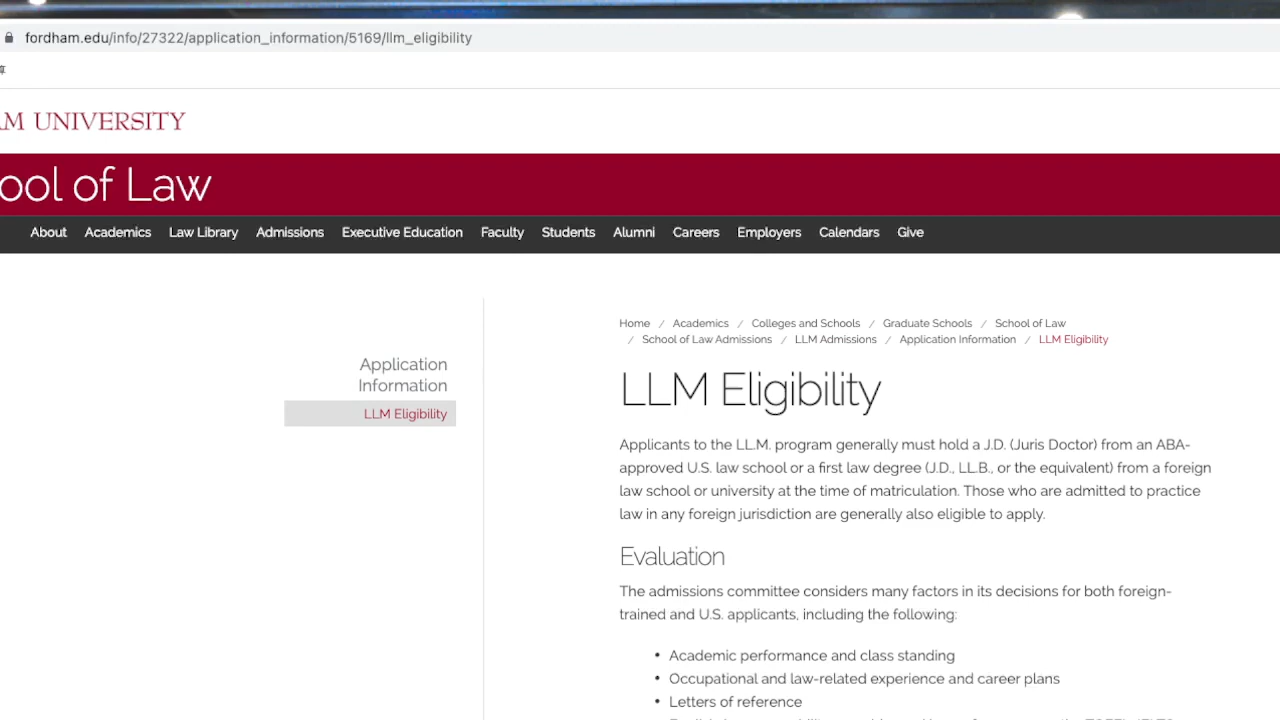 fordham.edu/info/27322/application_information/5169/llm_eligibility
算
AM UNIVERSITY
ool of Law
About Academics Law Library Admissions Executive Education Faculty Students Alumni Careers Employers Calendars Give
Home / Academics / Colleges and Schools / Graduate Schools / School of Law
/ School of Law Admissions / LLM Admissions / Application Information / LLM Eligibility
Application
Information
LLM Eligibility
LLM Eligibility
Applicants to the LL.M. program generally must hold a J.D. (Juris Doctor) from an ABA-
approved U.S. law school or a first law degree (J.D., LL.B., or the equivalent) from a foreign
law school or university at the time of matriculation. Those who are admitted to practice
law in any foreign jurisdiction are generally also eligible to apply.
Evaluation
The admissions committee considers many factors in its decisions for both foreign-
trained and U.S. applicants, including the following:
• Academic performance and class standing
• Occupational and law-related experience and career plans
• Letters of reference